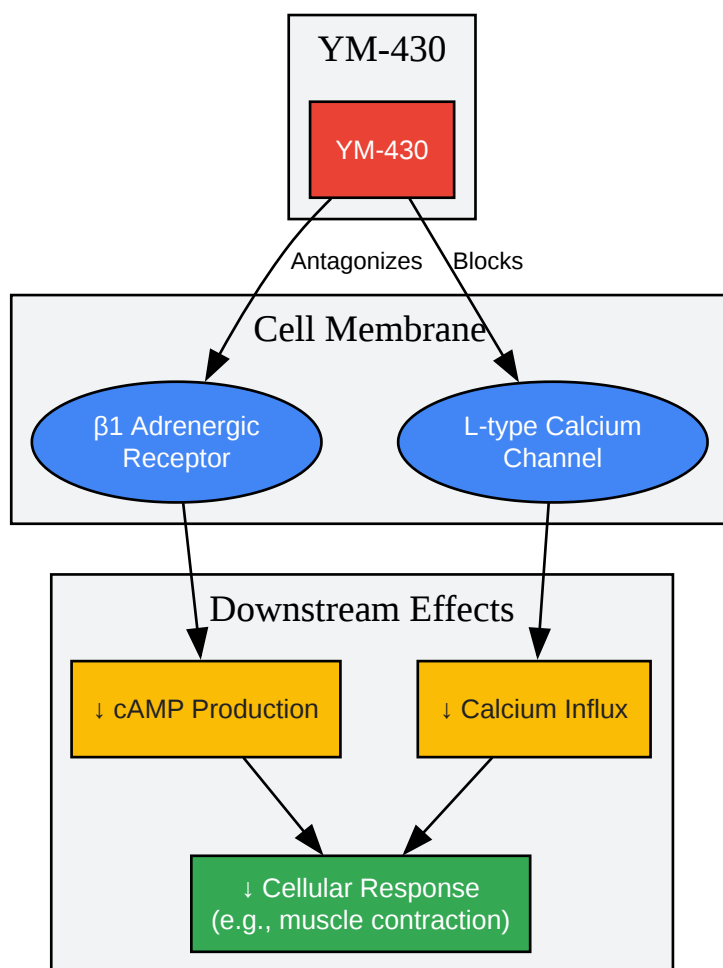 YM-430
YM-430
Antagonizes
Blocks
Cell Membrane
β1 Adrenergic
Receptor
L-type Calcium
Channel
Downstream Effects
↓ cAMP Production
↓ Calcium Influx
↓ Cellular Response
(e.g., muscle contraction)